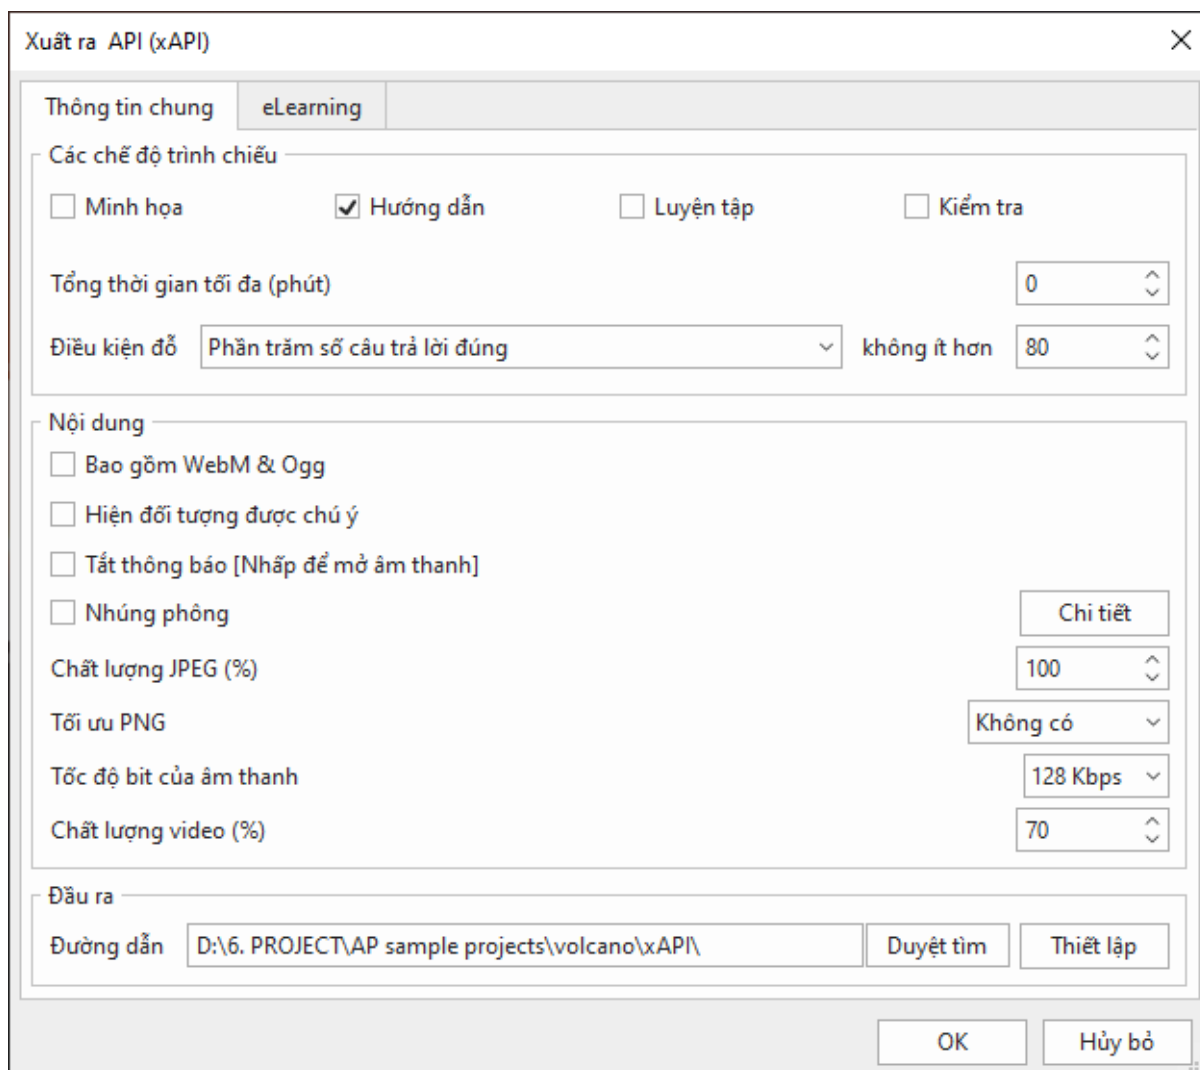 Xuất ra API (xAPI)
Thông tin chung eLearning
Các chế độ trình chiếu
Minh họa Hướng dẫn Luyện tập Kiểm tra
Tổng thời gian tối đa (phút) 0
Điều kiện đỗ Phần trăm số câu trả lời đúng không ít hơn 80
Nội dung
Bao gồm WebM & Ogg
Hiện đối tượng được chú ý
Tắt thông báo [Nhấp để mở âm thanh]
Nhúng phông Chi tiết
Chất lượng JPEG (%) 100
Tối ưu PNG Không có
Tốc độ bit của âm thanh 128 Kbps
Chất lượng video (%) 70
Đầu ra
Đường dẫn D:\6. PROJECT\AP sample projects\volcano\xAPI\ Duyệt tìm Thiết lập
OK Hủy bỏ